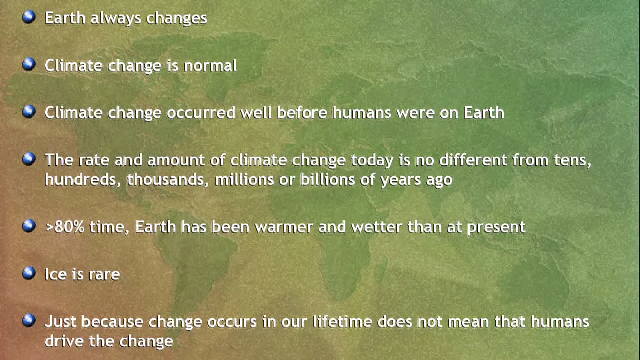 Earth always changes
Climate change is normal
Climate change occurred well before humans were on Earth
The rate and amount of climate change today is no different from tens,
hundreds, thousands, millions or billions of years ago
>80% time, Earth has been warmer and wetter than at present
Ice is rare
Just because change occurs in our lifetime does not mean that humans
drive the change